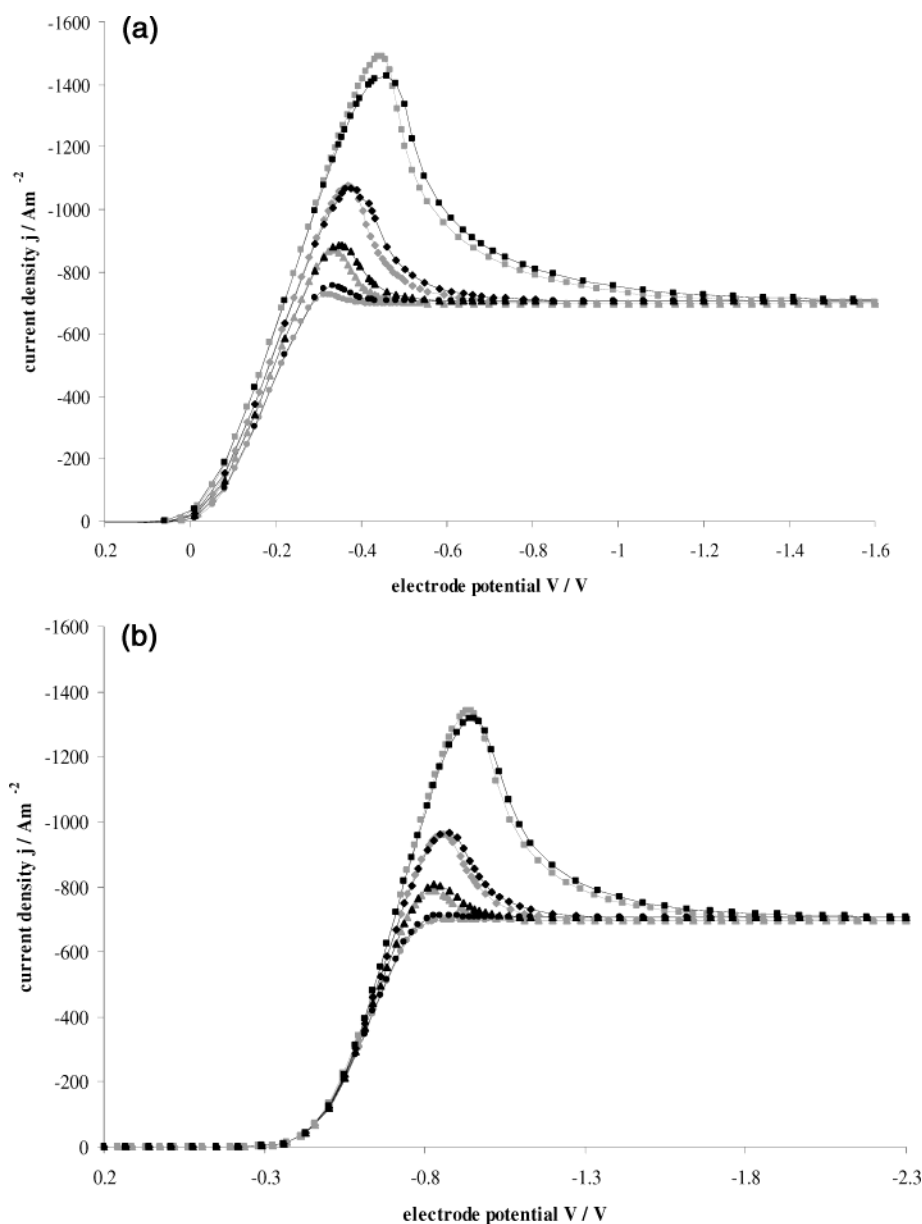 (a)
-1600
-1400
-1200
-1000
-800
-600
-400
-200
0
current density j / Am -2
0.2 0 -0.2 -0.4 -0.6 -0.8 -1 -1.2 -1.4 -1.6
electrode potential V / V
(b)
-1600
-1400
-1200
-1000
-800
-600
-400
-200
0
current density j / Am -2
0.2 -0.3 -0.8 -1.3 -1.8 -2.3
electrode potential V / V